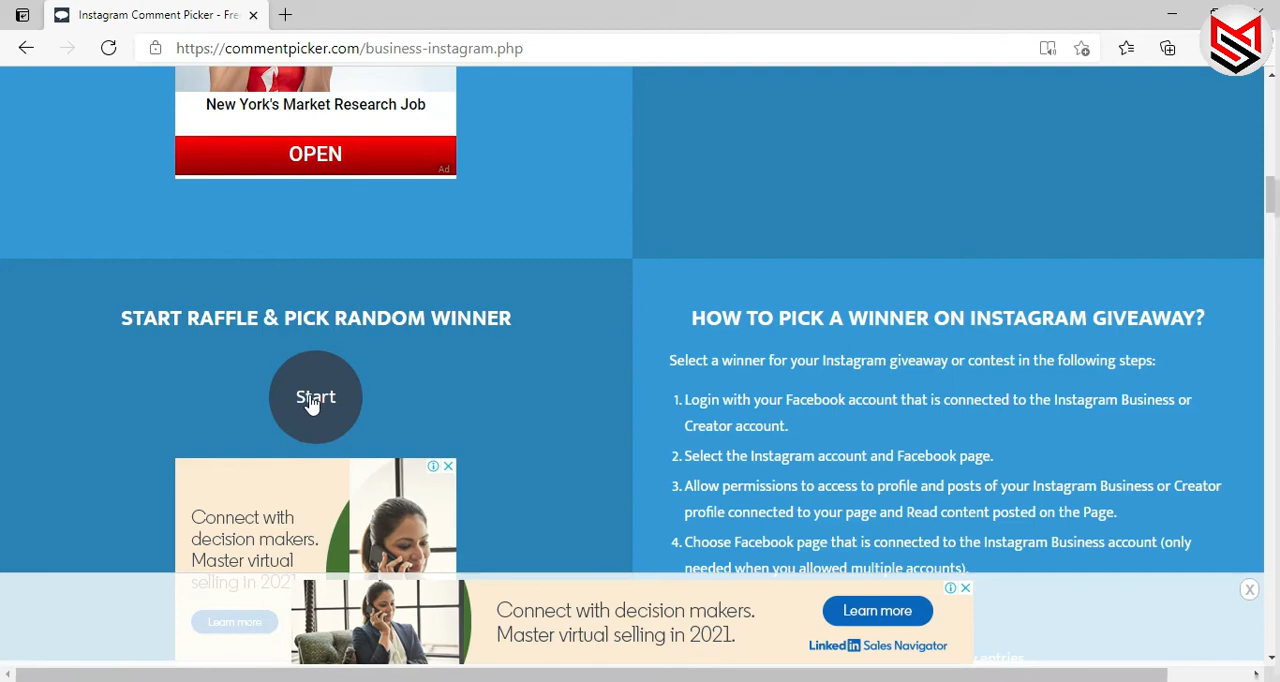 Instagram Comment Picker - Fre
https://commentpicker.com/business-instagram.php
New York's Market Research Job
OPEN
Ad
START RAFFLE & PICK RANDOM WINNER
Start
HOW TO PICK A WINNER ON INSTAGRAM GIVEAWAY?
Select a winner for your Instagram giveaway or contest in the following steps:
1. Login with your Facebook account that is connected to the Instagram Business or
Creator account.
2. Select the Instagram account and Facebook page.
3. Allow permissions to access to profile and posts of your Instagram Business or Creator
profile connected to your page and Read content posted on the Page.
4. Choose Facebook page that is connected to the Instagram Business account (only
needed when you allowed multiple accounts).
Connect with
decision makers.
Master virtual
selling in 2021.
Learn more
Connect with decision makers.
Master virtual selling in 2021.
Learn more
LinkedIn Sales Navigator
entries